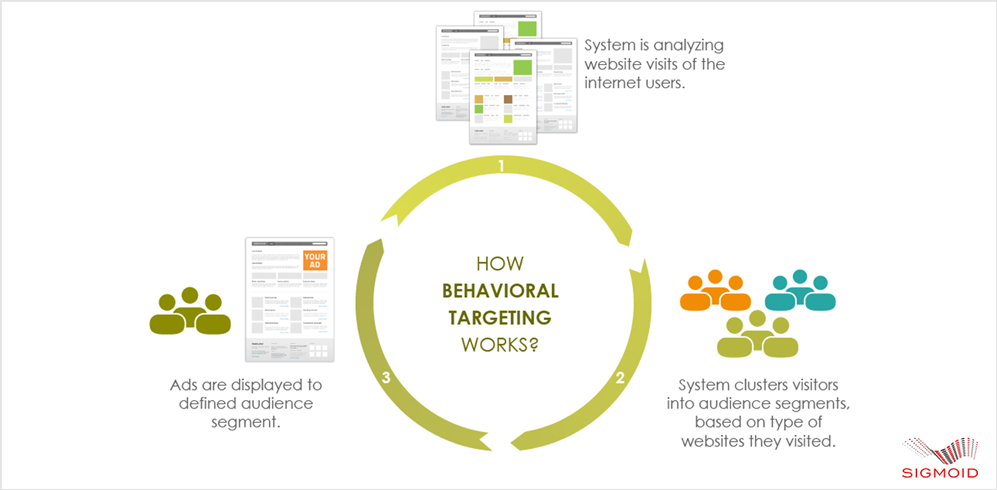 System is analyzing
website visits of the
internet users.
1
HOW
BEHAVIORAL
TARGETING
WORKS?
2
System clusters visitors
into audience segments,
based on type of
websites they visited.
3
YOUR
AD
Ads are displayed to
defined audience
segment.
SIGMOID